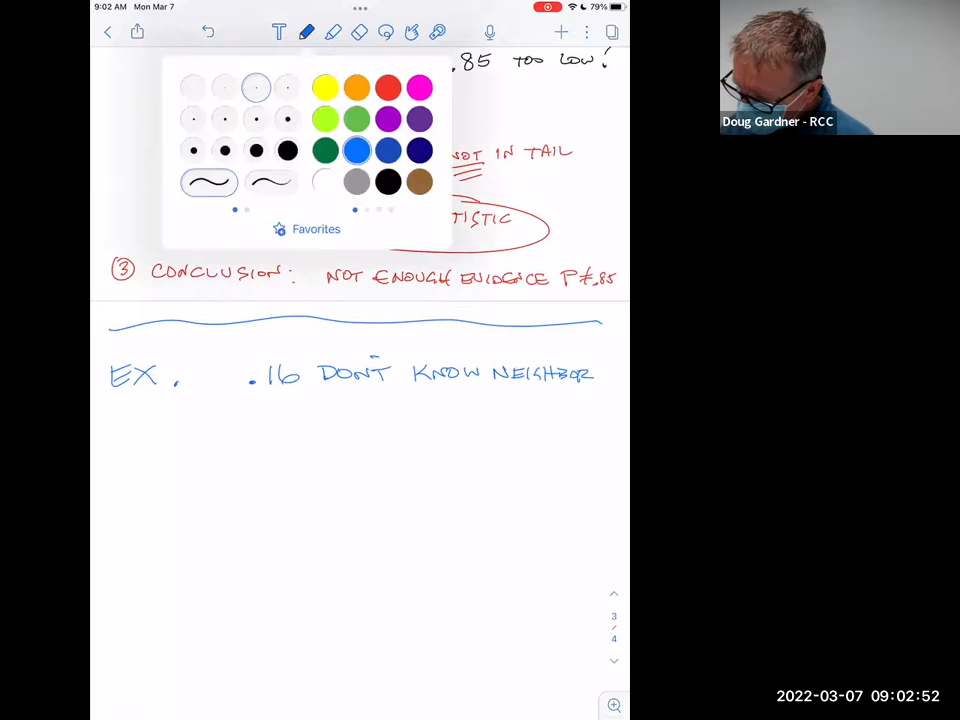 9:02 AM Mon Mar 7
79%
.85 TOO LOW!
NOT IN TAIL
TISTIC
Favorites
③ CONCLUSION: NOT ENOUGH EVIDENCE P≠.85
EX. .16 DON'T KNOW NEIGHBOR
3
/
4
Doug Gardner - RCC
2022-03-07 09:02:52